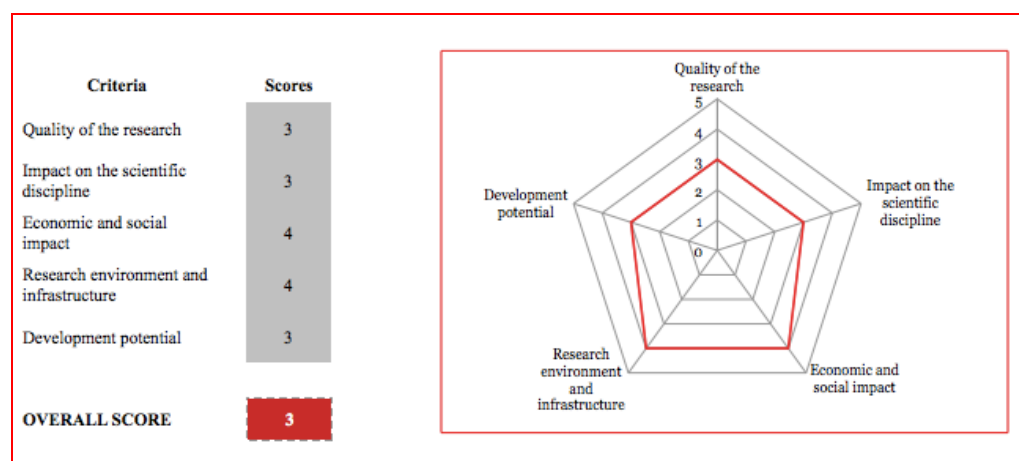 Criteria Scores
Quality of the research 3
Impact on the scientific
discipline 3
Economic and social
impact 4
Research environment and
infrastructure 4
Development potential 3
OVERALL SCORE 3
Quality of the
research
5
4
3
2
1
0
Impact on the
scientific
discipline
Economic and
social impact
Research
environment
and
infrastructure
Development
potential